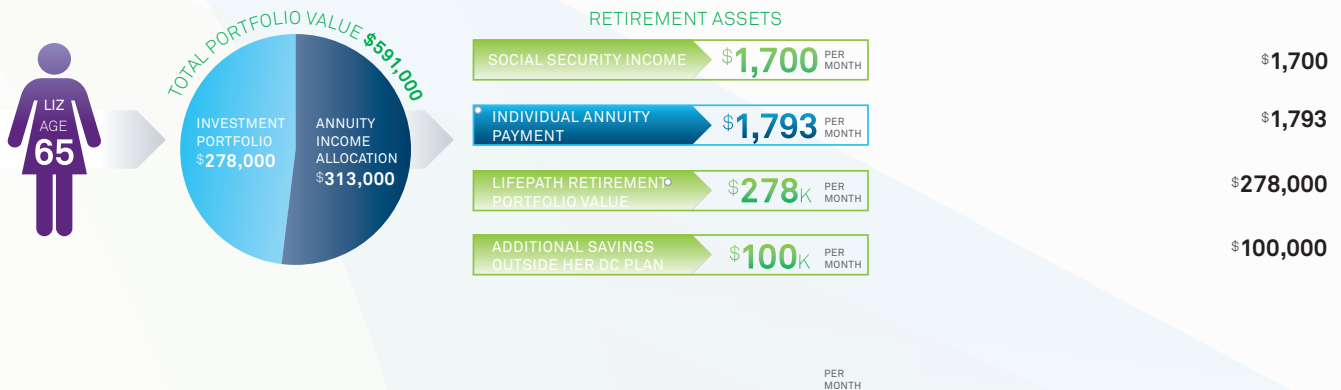 RETIREMENT ASSETS
TOTAL PORTFOLIO VALUE $591,000
LIZ
AGE
65
INVESTMENT
PORTFOLIO
$278,000
ANNUITY
INCOME
ALLOCATION
$313,000
SOCIAL SECURITY INCOME
$1,700
PER
MONTH
$1,700
INDIVIDUAL ANNUITY
PAYMENT
$1,793
PER
MONTH
$1,793
LIFEPATH RETIREMENT
PORTFOLIO VALUE
$278K
PER
MONTH
$278,000
ADDITIONAL SAVINGS
OUTSIDE HER DC PLAN
$100K
PER
MONTH
$100,000
PER
MONTH